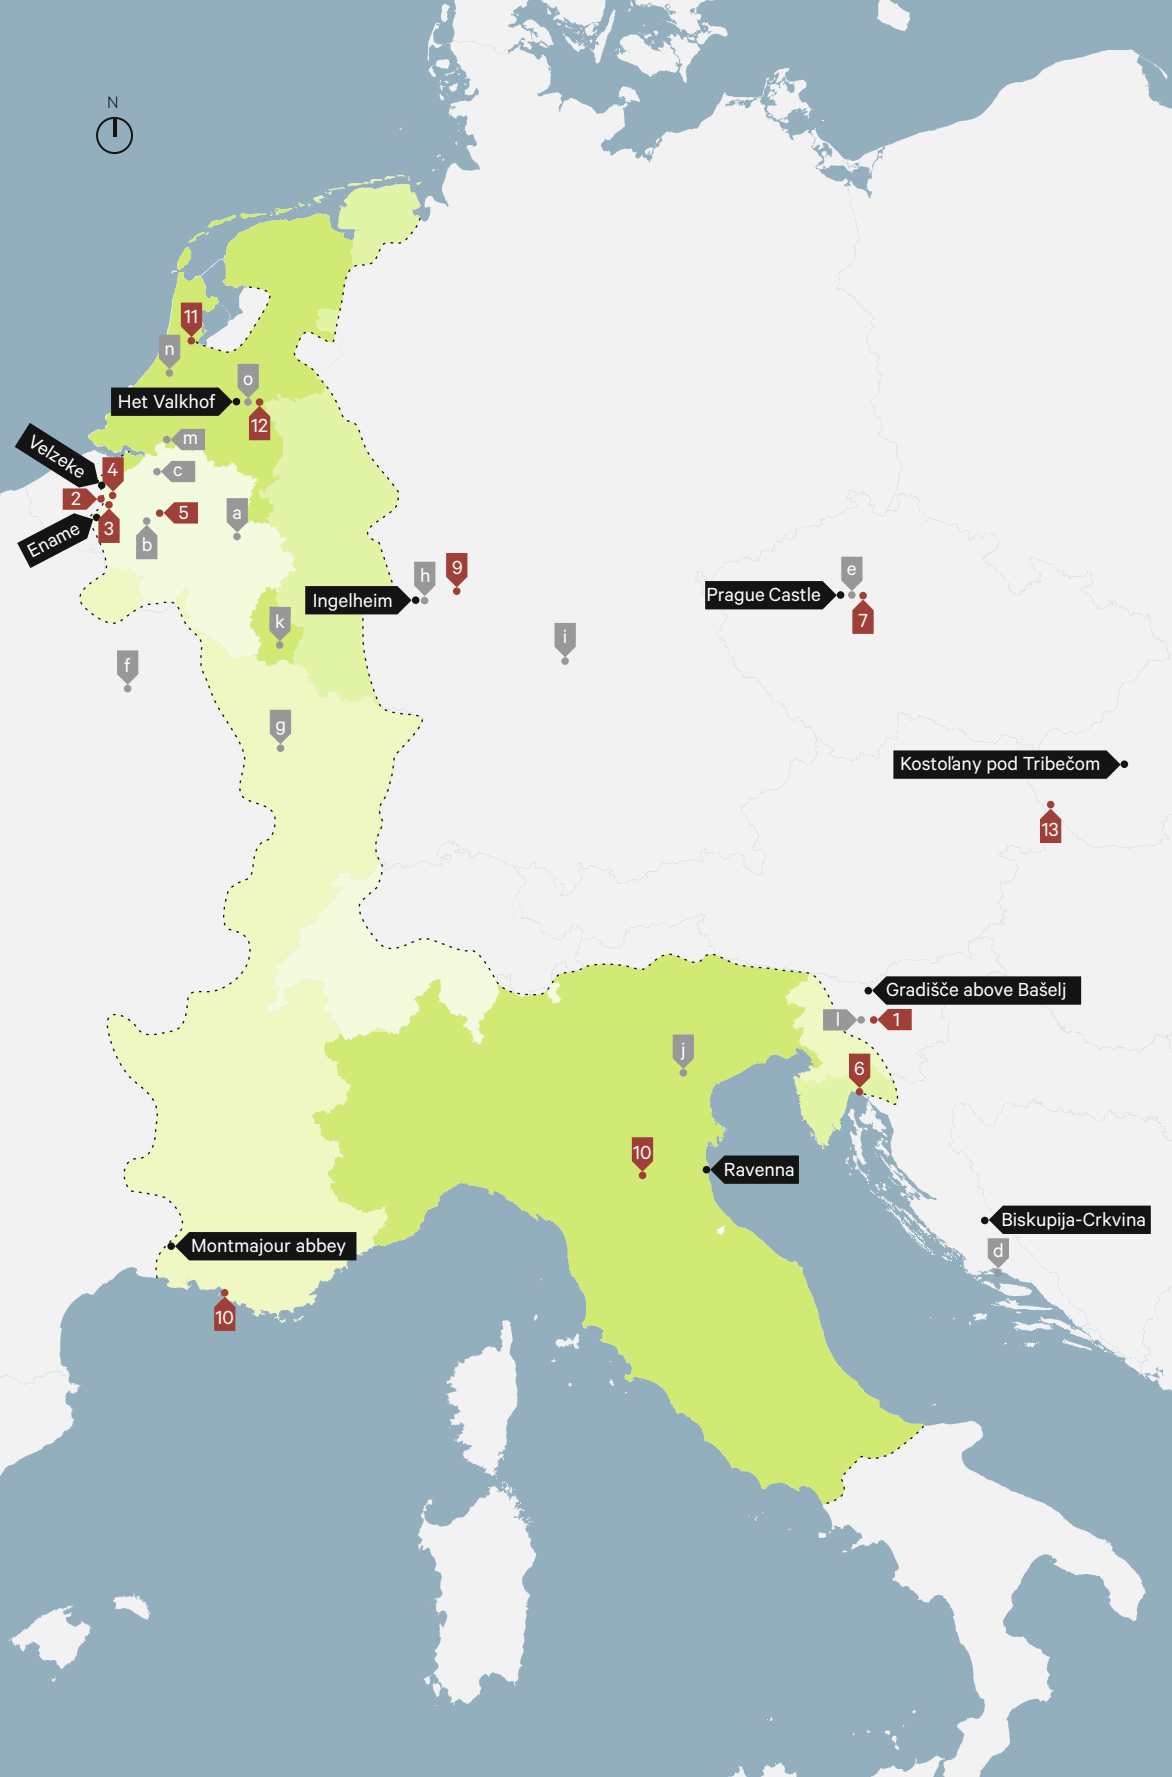 N
11
n
o
Het Valkhof
12
m
Velzeke
4
c
2
5
a
3
Ename
b
9
h
e
Ingelheim
Prague Castle
7
k
i
f
g
Kostoľany pod Tribečom
13
Gradišče above Bašelj
l
1
j
6
10
Ravenna
Biskupija-Crkvina
d
Montmajour abbey
10